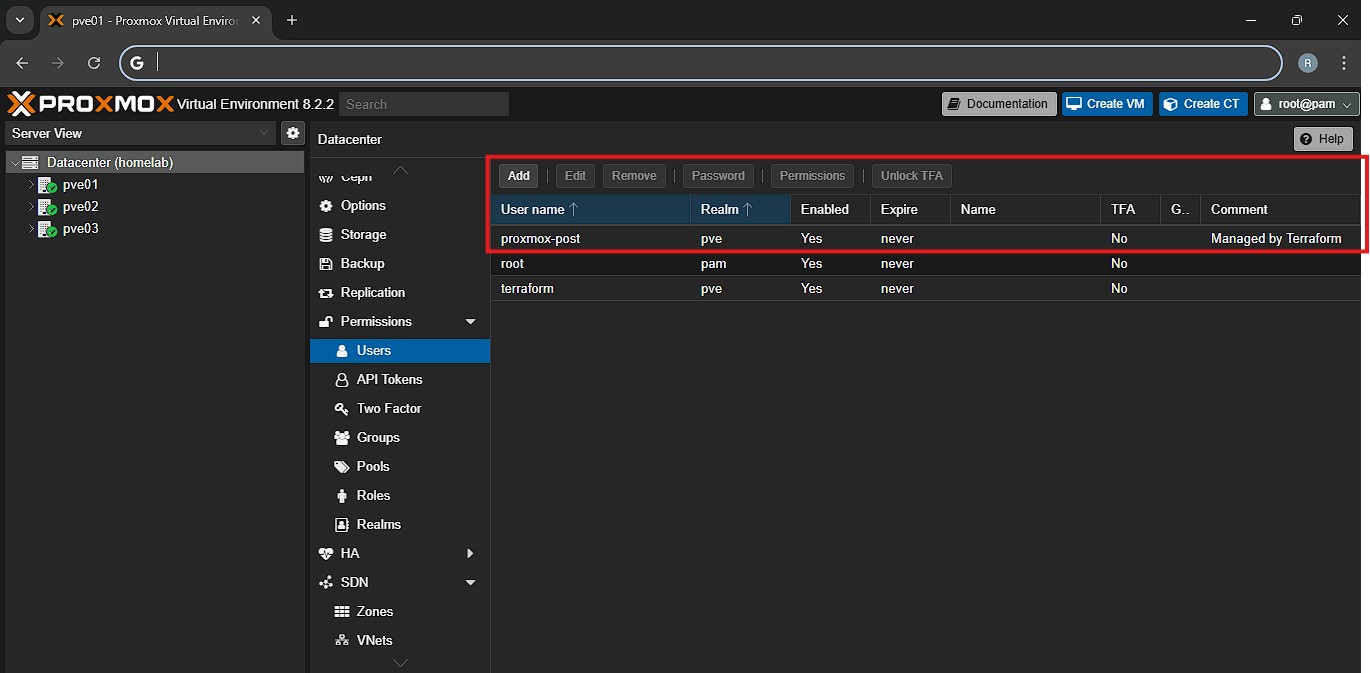 pve01 - Proxmox Virtual Enviro
G
R
PROXMOX Virtual Environment 8.2.2 Search Documentation Create VM Create CT root@pam
Server View
Datacenter Help
Datacenter (homelab)
pve01
pve02
pve03
Ceph
Options
Storage
Backup
Replication
Permissions
Users
API Tokens
Two Factor
Groups
Pools
Roles
Realms
HA
SDN
Zones
VNets
Add Edit Remove Password Permissions Unlock TFA
User name ↑ Realm ↑ Enabled Expire Name TFA G.. Comment
proxmox-post pve Yes never No Managed by Terraform
root pam Yes never No
terraform pve Yes never No